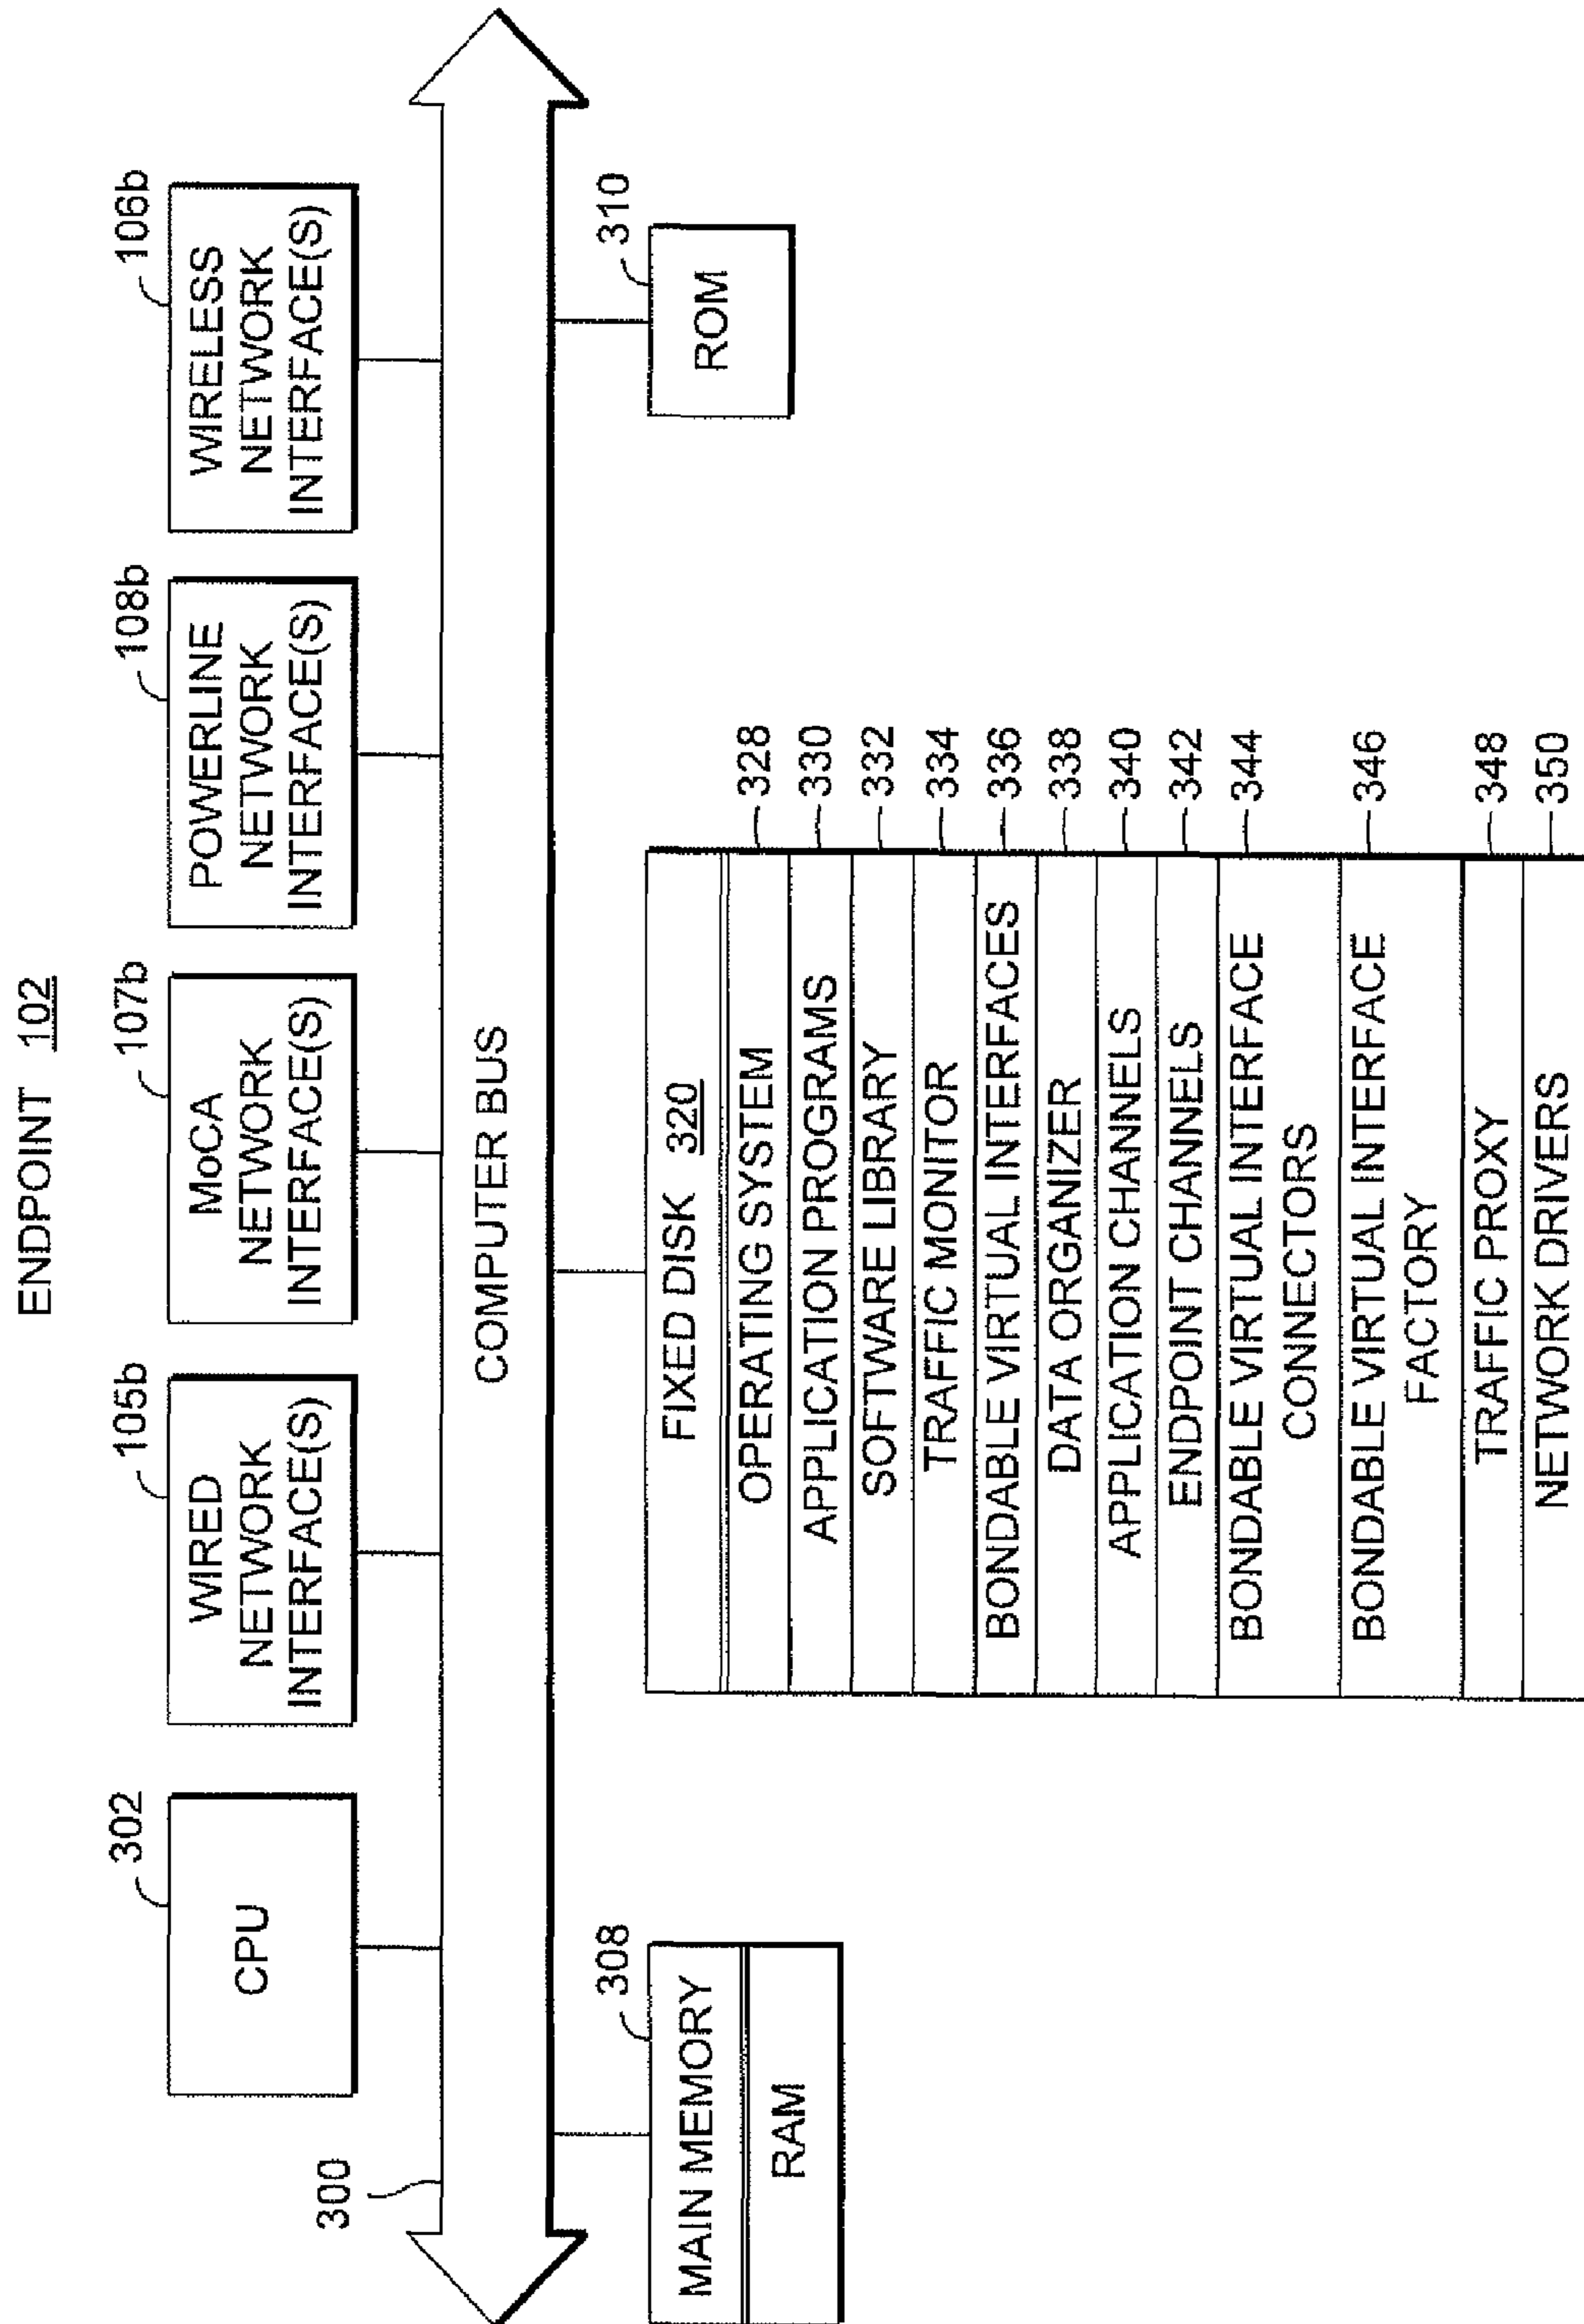 ENDPOINT 102
302
CPU
105b
WIRED
NETWORK
INTERFACE(S)
107b
MoCA
NETWORK
INTERFACE(S)
108b
POWERLINE
NETWORK
INTERFACE(S)
106b
WIRELESS
NETWORK
INTERFACE(S)
300
COMPUTER BUS
308
MAIN MEMORY
RAM
310
ROM
FIXED DISK 320
OPERATING SYSTEM 328
APPLICATION PROGRAMS 330
SOFTWARE LIBRARY 332
TRAFFIC MONITOR 334
BONDABLE VIRTUAL INTERFACES 336
DATA ORGANIZER 338
APPLICATION CHANNELS 340
ENDPOINT CHANNELS 342
BONDABLE VIRTUAL INTERFACE 344
CONNECTORS
BONDABLE VIRTUAL INTERFACE 346
FACTORY
TRAFFIC PROXY 348
NETWORK DRIVERS 350